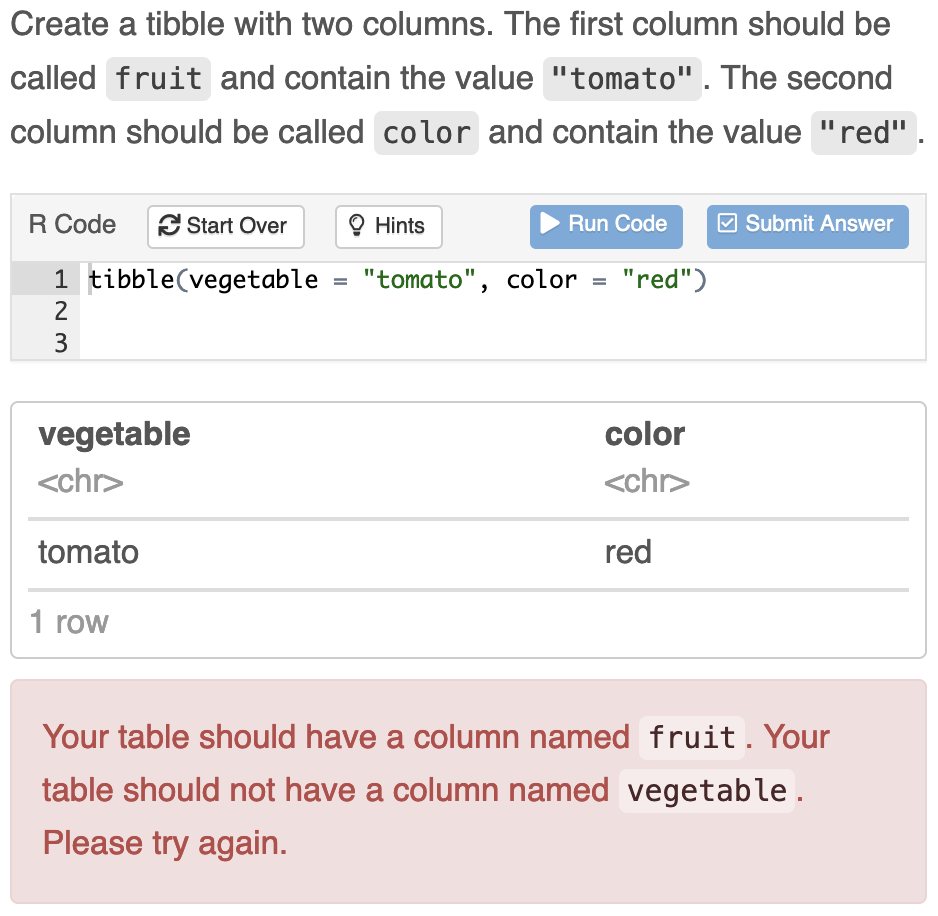 Create a tibble with two columns. The first column should be
called fruit and contain the value "tomato". The second
column should be called color and contain the value "red".
R Code Start Over Hints Run Code Submit Answer
1 tibble(vegetable = "tomato", color = "red")
2
3
vegetable color
<chr> <chr>
tomato red
1 row
Your table should have a column named fruit. Your
table should not have a column named vegetable.
Please try again.